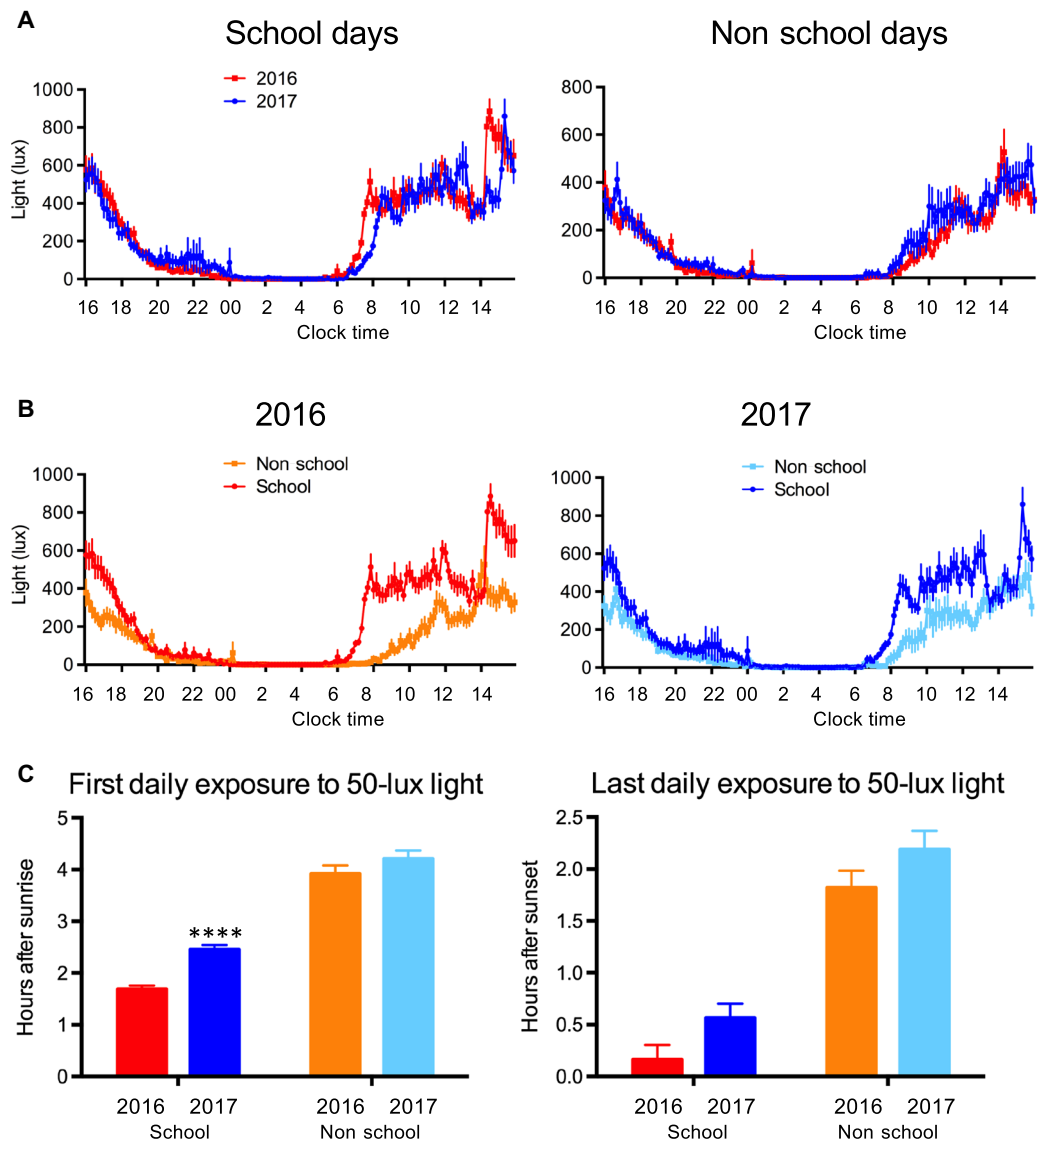 A
School days
Non school days
2016
2017
1000
800
600
400
200
0
Light (lux)
16 18 20 22 00 2 4 6 8 10 12 14
Clock time
800
600
400
200
0
16 18 20 22 00 2 4 6 8 10 12 14
Clock time
B
2016
2017
Non school
School
1000
800
600
400
200
0
Light (lux)
16 18 20 22 00 2 4 6 8 10 12 14
Clock time
Non school
School
1000
800
600
400
200
0
16 18 20 22 00 2 4 6 8 10 12 14
Clock time
C
First daily exposure to 50-lux light
5
4
3
2
1
0
Hours after sunrise
****
2016 2017 2016 2017
School Non school
Last daily exposure to 50-lux light
2.5
2.0
1.5
1.0
0.5
0.0
Hours after sunset
2016 2017 2016 2017
School Non school